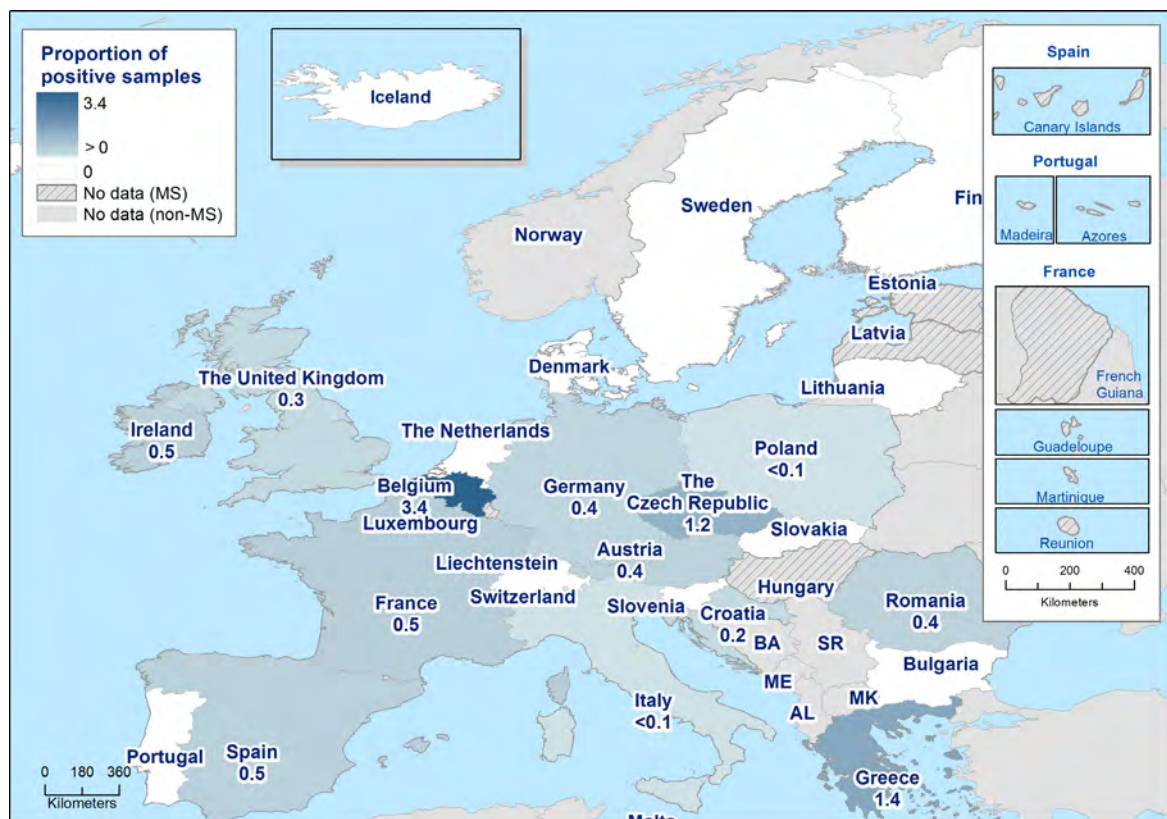 Proportion of
positive samples
3.4
> 0
0
No data (MS)
No data (non-MS)
Iceland
Spain
Canary Islands
Portugal
Madeira
Azores
France
French
Guiana
Guadeloupe
Martinique
Reunion
0 200 400
Kilometers
Sweden
Fin
Norway
Estonia
Latvia
Denmark
Lithuania
The United Kingdom
0.3
Ireland
0.5
The Netherlands
Poland
<0.1
Belgium
3.4
Germany
0.4
The
Czech Republic
1.2
Luxembourg
Slovakia
Austria
0.4
Liechtenstein
Hungary
Switzerland
France
0.5
Slovenia
Croatia
0.2
Romania
0.4
BA
SR
Bulgaria
ME
MK
AL
Italy
<0.1
Portugal
Spain
0.5
Greece
1.4
0 180 360
Kilometers
Malta